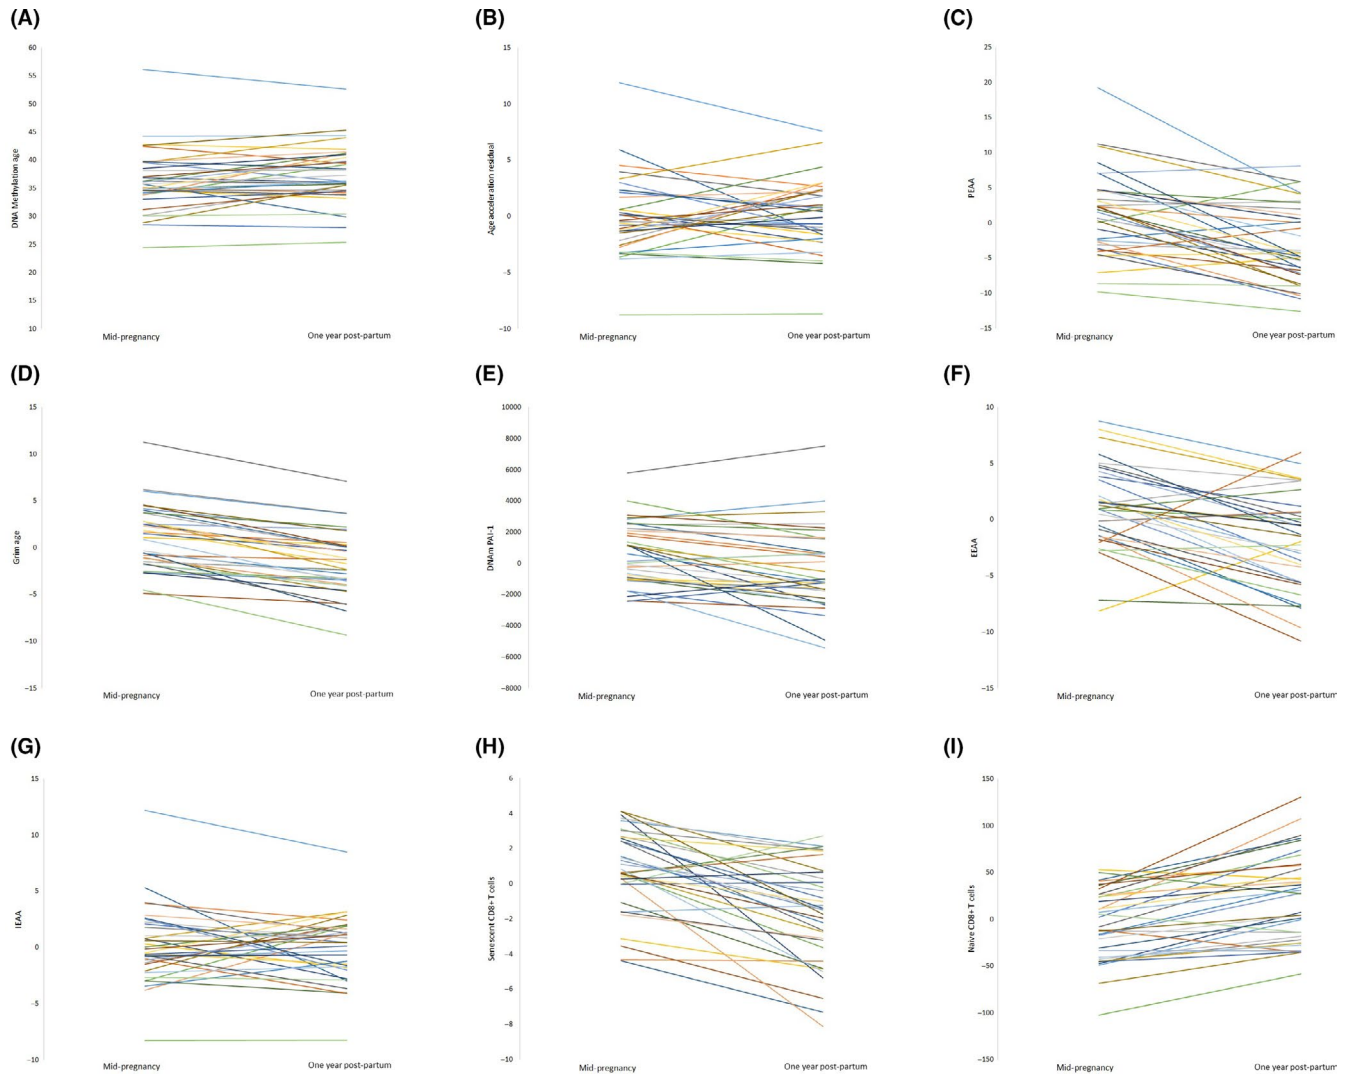 (A)
60
55
50
45
40
35
30
25
20
15
10
DNA Methylation age
Mid-pregnancy
One year post-partum
(B)
15
10
5
0
−5
−10
Age acceleration residual
Mid-pregnancy
One year post-partum
(C)
25
20
15
10
5
0
−5
−10
−15
PEAA
Mid-pregnancy
One year post-partum
(D)
15
10
5
0
−5
−10
−15
Grim age
Mid-pregnancy
One year post-partum
(E)
10000
8000
6000
4000
2000
0
−2000
−4000
−6000
−8000
DNAm PAI-1
Mid-pregnancy
One year post-partum
(F)
10
5
0
−5
−10
−15
EEAA
Mid-pregnancy
One year post-partum
(G)
15
10
5
0
−5
−10
IEAA
Mid-pregnancy
One year post-partum
(H)
6
4
2
0
−2
−4
−6
−8
−10
Senescent CD8+ T cells
Mid-pregnancy
One year post-partum
(I)
150
100
50
0
−50
−100
−150
Naive CD8+ T cells
Mid-pregnancy
One year post-partum